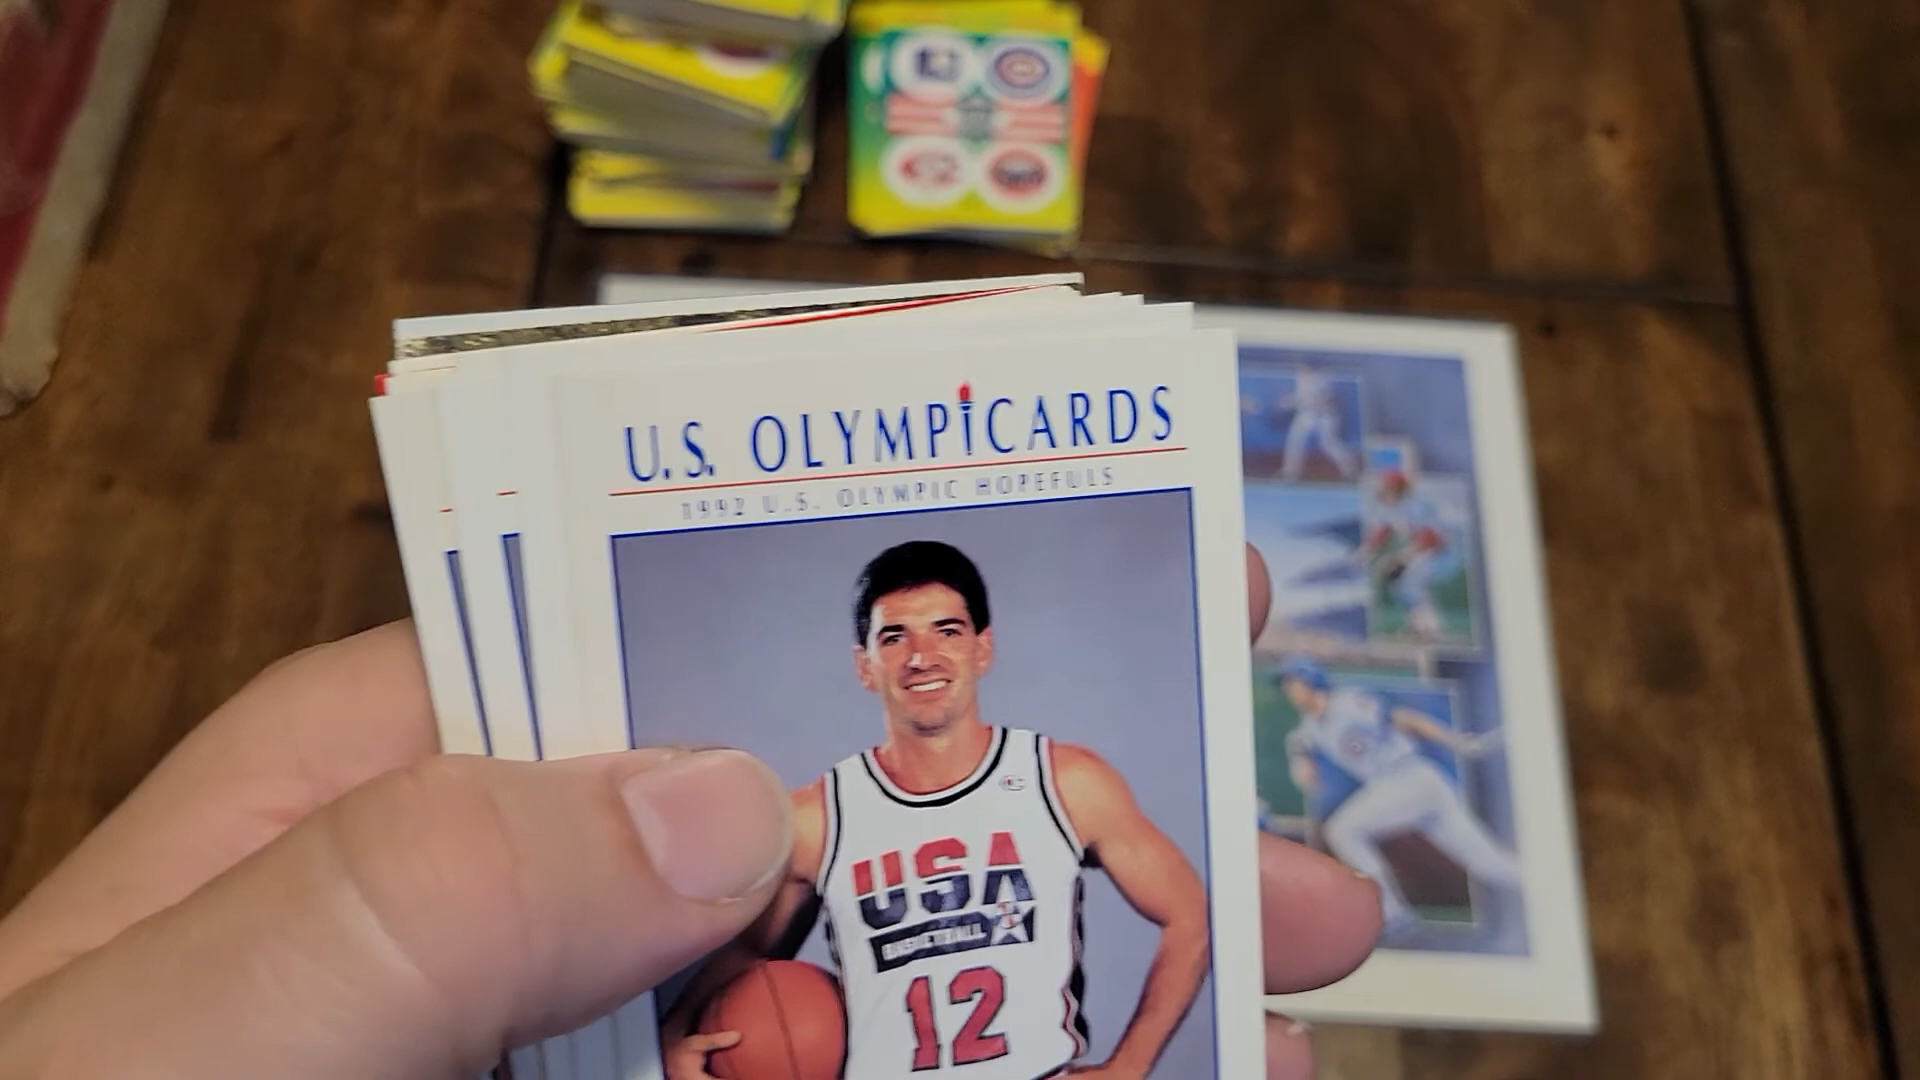 U.S. OLYMPiCARDS
1992 U.S. OLYMPIC HOPEFULS
USA
BASKETBALL
12